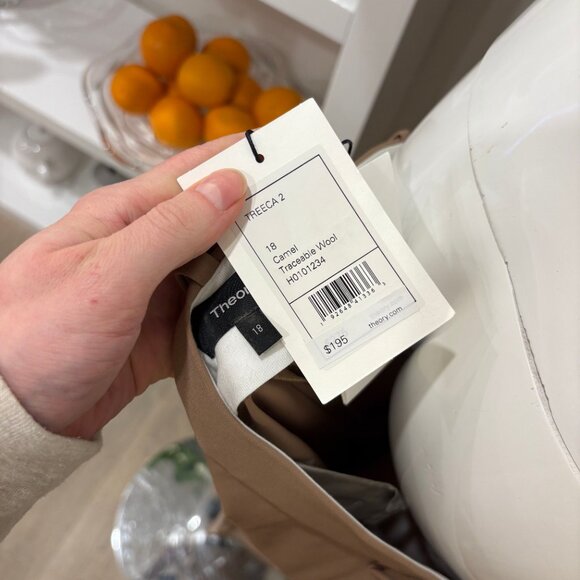 TREECA 2
18
Camel
Traceable Wool
H0101234
theory.com
$195
Theory
18